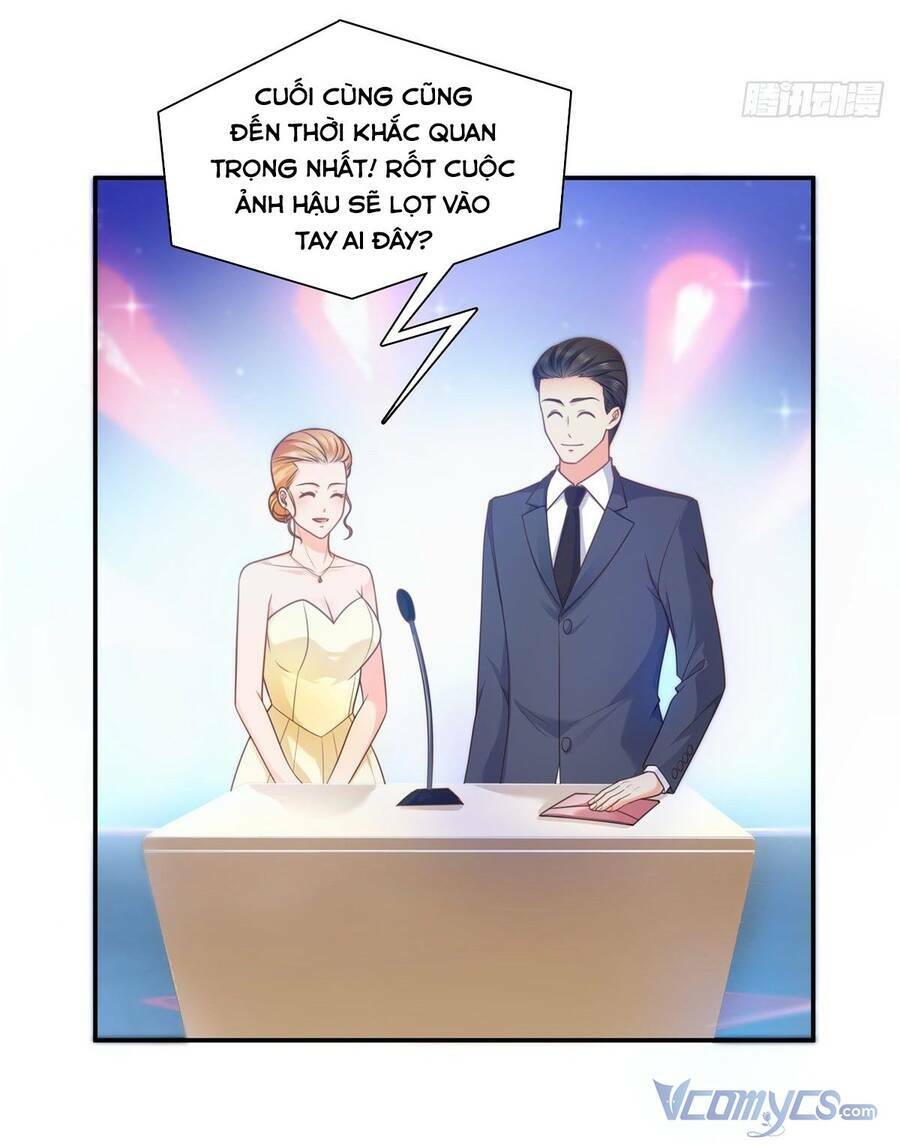 腾讯动漫
CUỐI CÙNG CŨNG
ĐẾN THỜI KHẮC QUAN
TRỌNG NHẤT! RỐT CUỘC
ẢNH HẬU SẼ LỌT VÀO
TAY AI ĐÂY?
VCOMYCS.com